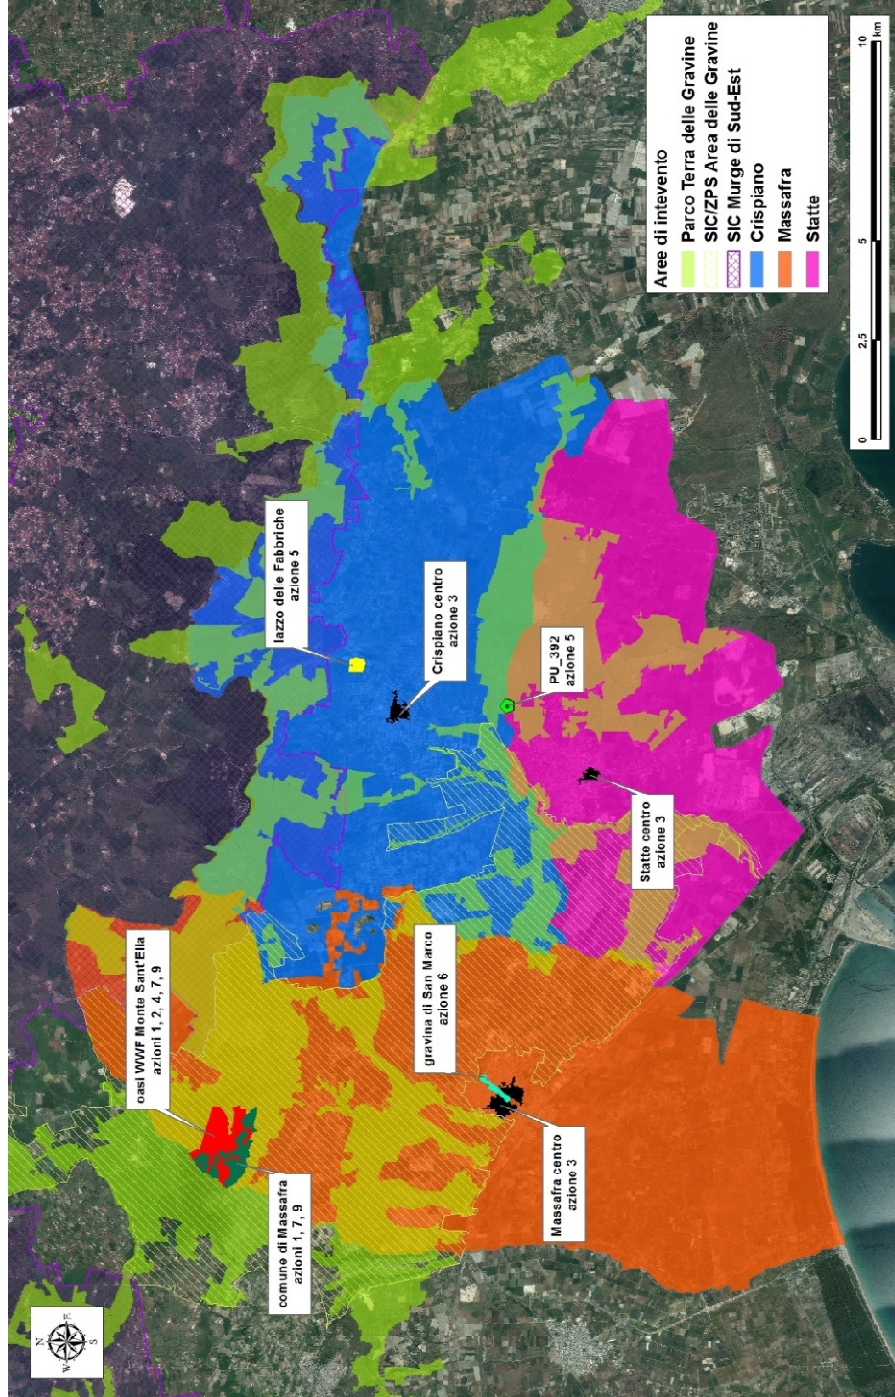 N
W E
S
oasi WWF Monte Sant'Elia
azioni 1, 2, 4, 7, 9
comune di Massafra
azioni 1, 7, 9
gravina di San Marco
azione 6
Massafra centro
azione 3
Iazzo delle Fabbriche
azione 5
Crispiano centro
azione 3
PU_392
azione 5
Statte centro
azione 3
Aree di intevento
Parco Terra delle Gravine
SIC/ZPS Area delle Gravine
SIC Murge di Sud-Est
Crispiano
Massafra
Statte
0 2,5 5 10
km